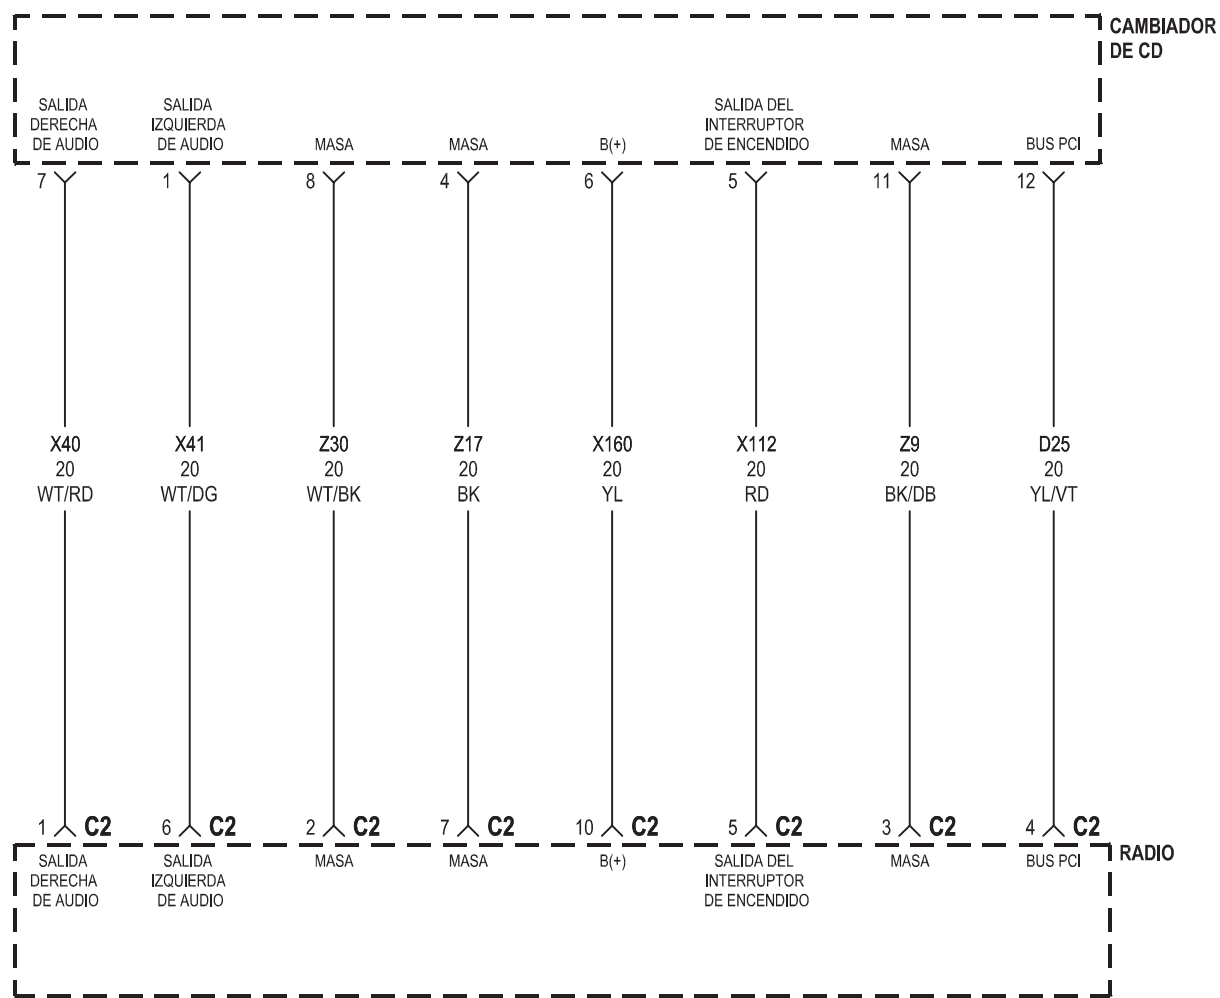 CAMBIADOR
DE CD
SALIDA
DERECHA
DE AUDIO
SALIDA
IZQUIERDA
DE AUDIO
MASA
MASA
B(+)
SALIDA DEL
INTERRUPTOR
DE ENCENDIDO
MASA
BUS PCI
7 1 8 4 6 5 11 12
X40
20
WT/RD
X41
20
WT/DG
Z30
20
WT/BK
Z17
20
BK
X160
20
YL
X112
20
RD
Z9
20
BK/DB
D25
20
YL/VT
1 C2 6 C2 2 C2 7 C2 10 C2 5 C2 3 C2 4 C2
RADIO
SALIDA
DERECHA
DE AUDIO
SALIDA
IZQUIERDA
DE AUDIO
MASA
MASA
B(+)
SALIDA DEL
INTERRUPTOR
DE ENCENDIDO
MASA
BUS PCI